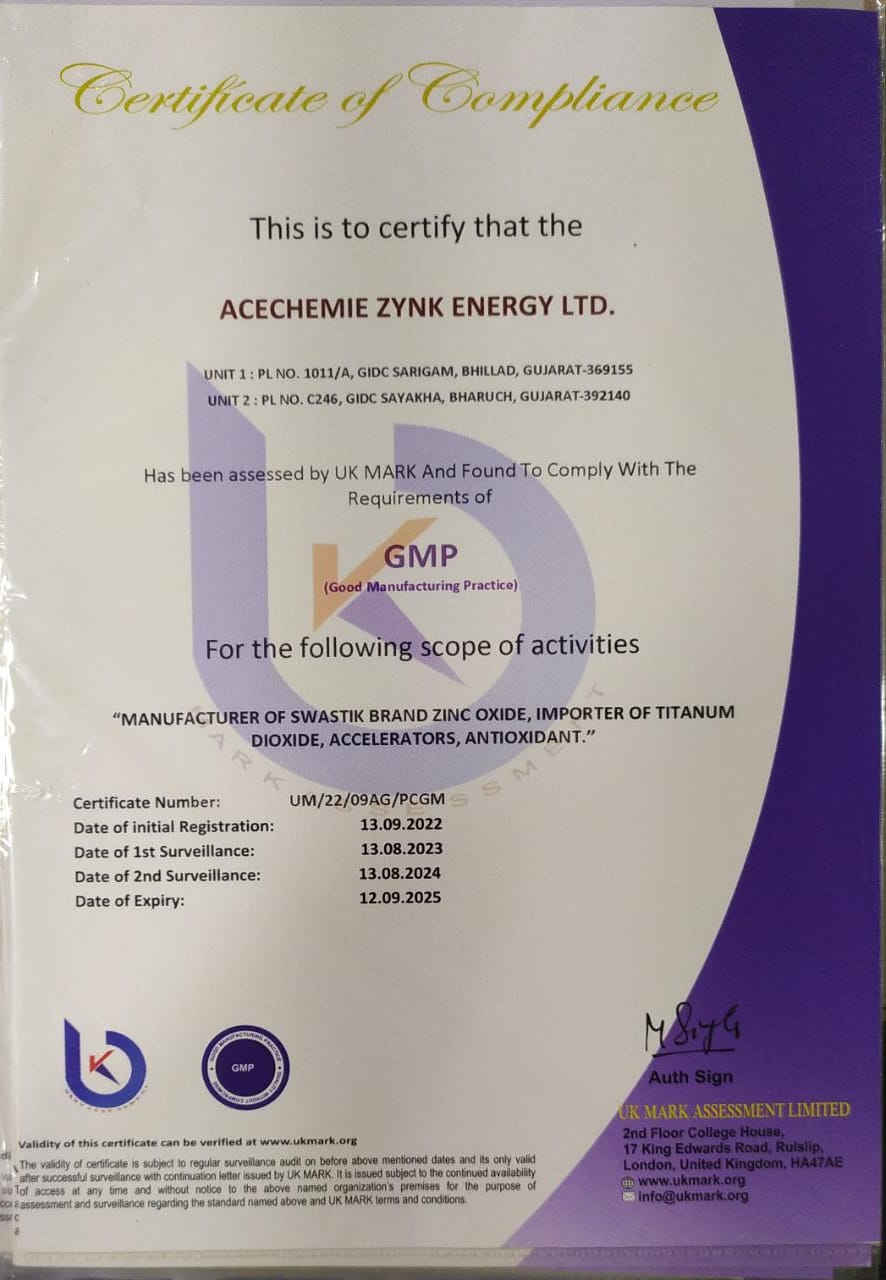 Certificate of Compliance
This is to certify that the
ACECHEMIE ZYNK ENERGY LTD.
UNIT 1 : PL NO. 1011/A, GIDC SARIGAM, BHILLAD, GUJARAT-369155
UNIT 2 : PL NO. C246, GIDC SAYAKHA, BHARUCH, GUJARAT-392140
Has been assessed by UK MARK And Found To Comply With The
Requirements of
GMP
(Good Manufacturing Practice)
For the following scope of activities
“MANUFACTURER OF SWASTIK BRAND ZINC OXIDE, IMPORTER OF TITANUM
DIOXIDE, ACCELERATORS, ANTIOXIDANT.”
MARK ASSESSMENT
Certificate Number: UM/22/09AG/PCGM
Date of initial Registration: 13.09.2022
Date of 1st Surveillance: 13.08.2023
Date of 2nd Surveillance: 13.08.2024
Date of Expiry: 12.09.2025
GOOD MANUFACTURING PRACTICE
GMP
Auth Sign
UK MARK ASSESSMENT LIMITED
2nd Floor College House,
17 King Edwards Road, Ruislip,
London, United Kingdom, HA47AE
www.ukmark.org
info@ukmark.org
Validity of this certificate can be verified at www.ukmark.org
The validity of certificate is subject to regular surveillance audit on or before above mentioned dates and its only valid
after successful surveillance with continuation letter issued by UK MARK. It is issued subject to the continued availability
of access at any time and without notice to the above named organization's premises for the purpose of
assessment and surveillance regarding the standard named above and UK MARK terms and conditions.